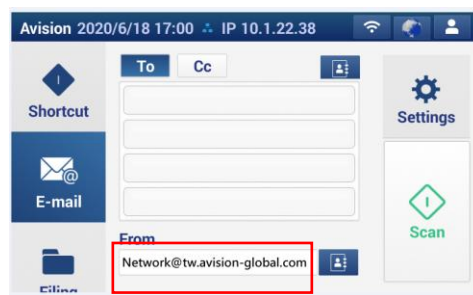 Avision 2020/6/18 17:00 IP 10.1.22.38
To Cc
Shortcut
Settings
E-mail
Scan
From
Network@tw.avision-global.com
Filing